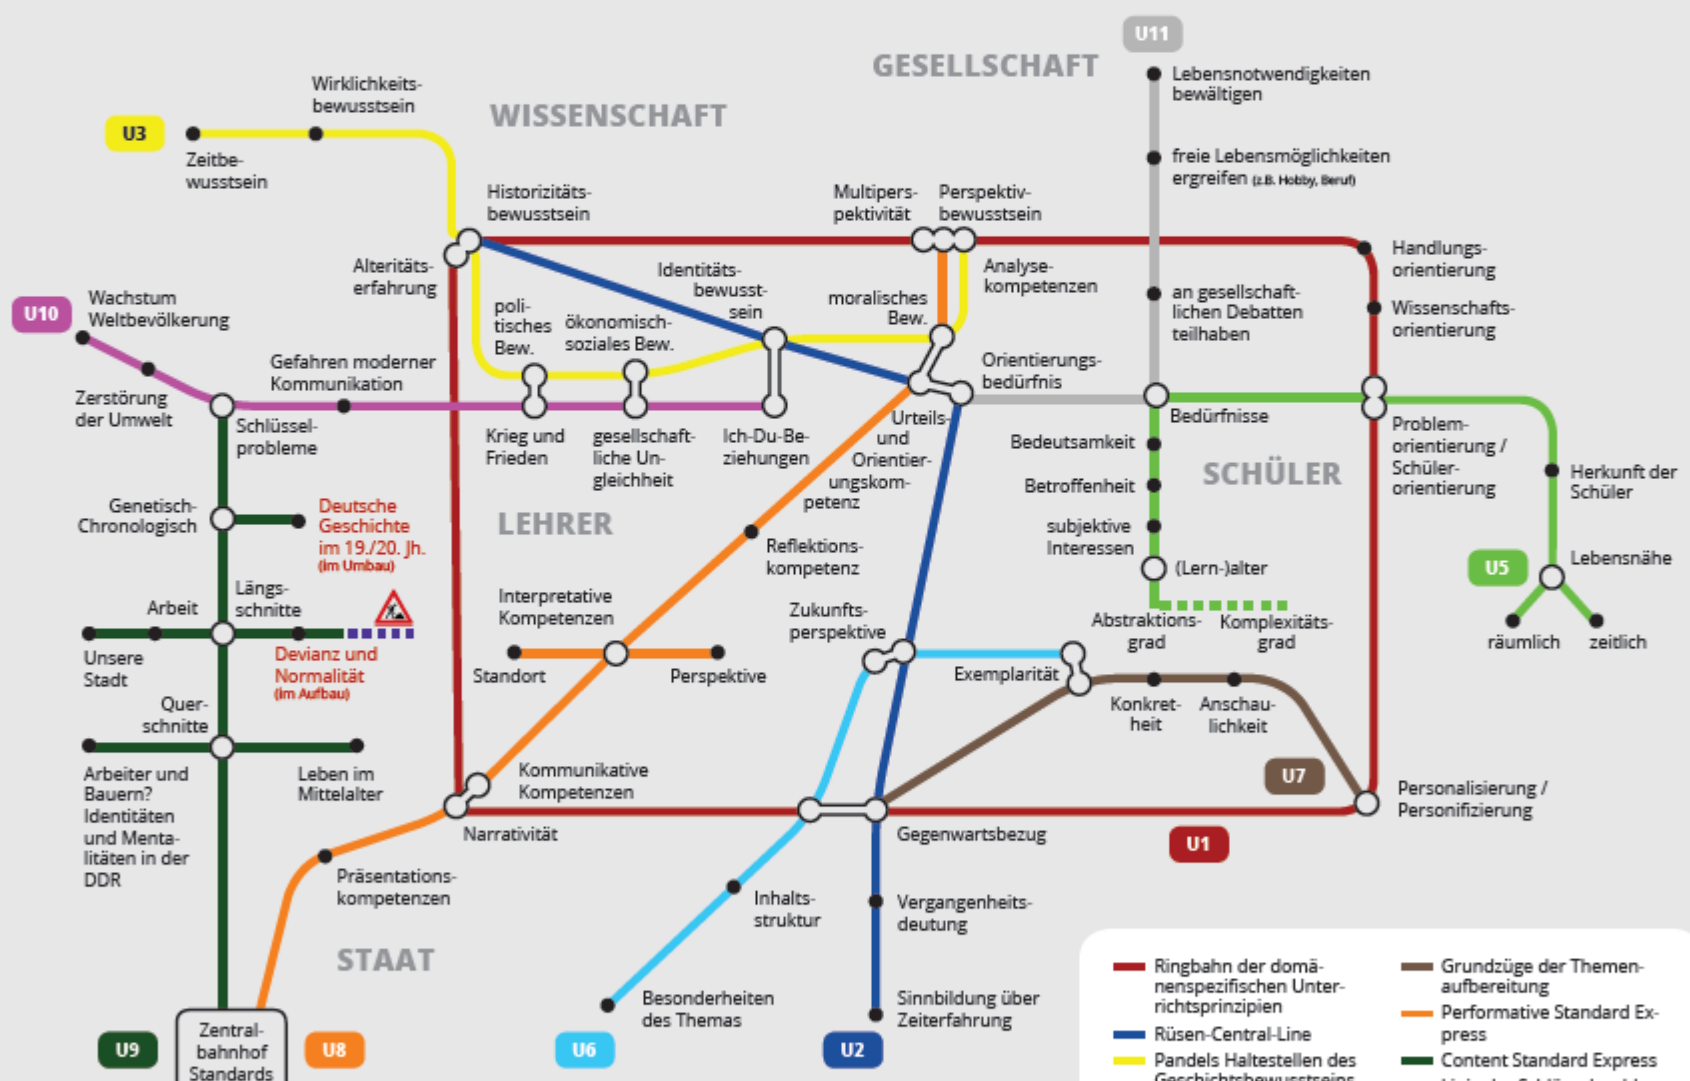 U11
GESELLSCHAFT
Lebensnotwendigkeiten
bewältigen
Wirklichkeits-
bewusstsein
WISSENSCHAFT
U3
Zeitbe-
wusstsein
freie Lebensmöglichkeiten
ergreifen (z.B. Hobby, Beruf)
Historizitäts-
bewusstsein
Multipers-
pektivität
Perspektiv-
bewusstsein
Handlungs-
orientierung
Alteritäts-
erfahrung
Identitäts-
bewusst-
sein
Analyse-
kompetenzen
moralisches
Bew.
an gesellschaft-
lichen Debatten
teilhaben
Wissenschafts-
orientierung
U10
Wachstum
Weltbevölkerung
poli-
tisches
Bew.
ökonomisch-
soziales Bew.
Gefahren moderner
Kommunikation
Orientierungs-
bedürfnis
Zerstörung
der Umwelt
Schlüssel-
probleme
Krieg und
Frieden
gesellschaft-
liche Un-
gleichheit
Ich-Du-Be-
ziehungen
Urteils-
und
Orientier-
ungskom-
petenz
Bedürfnisse
Bedeutsamkeit
Problem-
orientierung /
Schüler-
orientierung
SCHÜLER
Herkunft der
Schüler
Betroffenheit
Genetisch-
Chronologisch
Deutsche
Geschichte
im 19./20. Jh.
(im Umbau)
LEHRER
subjektive
Interessen
Reflektions-
kompetenz
(Lern-)alter
U5
Lebensnähe
räumlich
zeitlich
Längs-
schnitte
Arbeit
Interpretative
Kompetenzen
Zukunfts-
perspektive
Abstraktions-
grad
Komplexitäts-
grad
Unsere
Stadt
Devianz und
Normalität
(im Aufbau)
Standort
Perspektive
Exemplarität
Konkret-
heit
Anschau-
lichkeit
Quer-
schnitte
Arbeiter und
Bauern?
Identitäten
und Menta-
litäten in der
DDR
Leben im
Mittelalter
Kommunikative
Kompetenzen
U7
Personalisierung /
Personifizierung
Narrativität
Gegenwartsbezug
U1
Präsentations-
kompetenzen
Inhalts-
struktur
Vergangenheits-
deutung
STAAT
Besonderheiten
des Themas
Sinnbildung über
Zeiterfahrung
U9
Zentral-
bahnhof
Standards
U8
U6
U2
Ringbahn der domä-
nenspezifischen Unter-
richtsprinzipien
Rüsen-Central-Line
Pandels Haltestellen des
Geschichtsbewusstseins
Grundzüge der Themen-
aufbereitung
Performative Standard Ex-
press
Content Standard Express